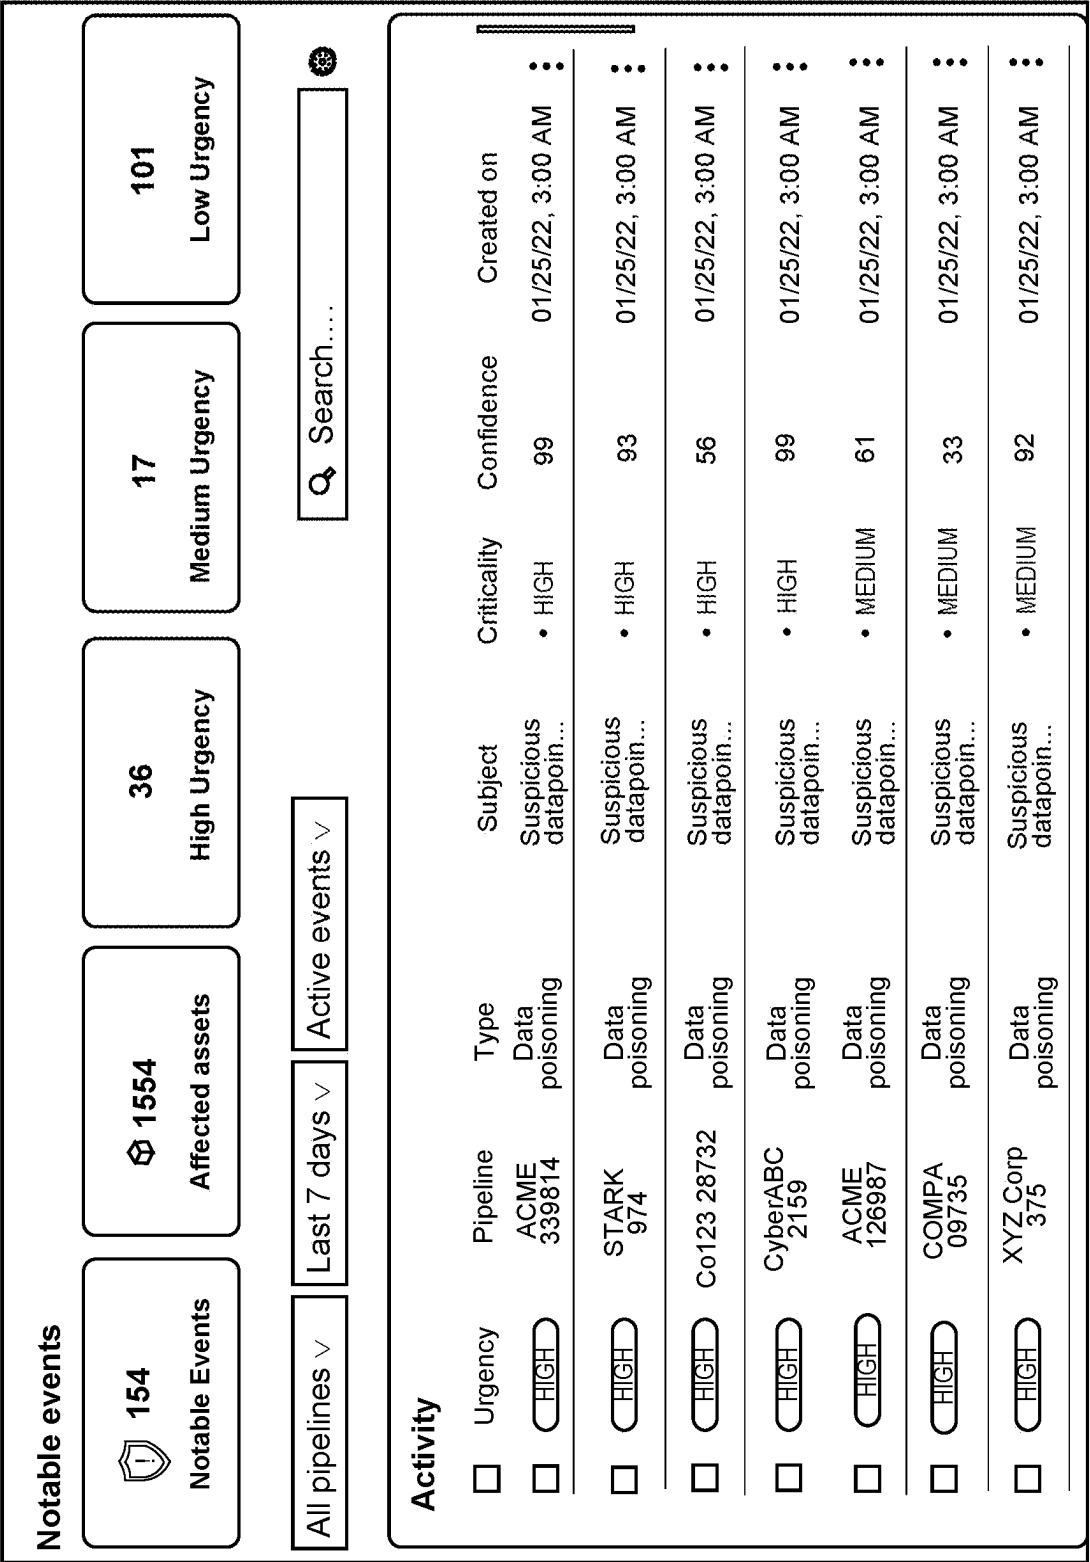 Notable events
154
Notable Events
1554
Affected assets
36
High Urgency
17
Medium Urgency
101
Low Urgency
All pipelines
Last 7 days
Active events
Search....
Activity
Urgency Pipeline Type Subject Criticality Confidence Created on
HIGH ACME 339814 Data poisoning Suspicious datapoin... • HIGH 99 01/25/22, 3:00 AM
HIGH STARK 974 Data poisoning Suspicious datapoin... • HIGH 93 01/25/22, 3:00 AM
HIGH Co123 28732 Data poisoning Suspicious datapoin... • HIGH 56 01/25/22, 3:00 AM
HIGH CyberABC 2159 Data poisoning Suspicious datapoin... • HIGH 99 01/25/22, 3:00 AM
HIGH ACME 126987 Data poisoning Suspicious datapoin... • MEDIUM 61 01/25/22, 3:00 AM
HIGH COMPA 09735 Data poisoning Suspicious datapoin... • MEDIUM 33 01/25/22, 3:00 AM
HIGH XYZ Corp 375 Data poisoning Suspicious datapoin... • MEDIUM 92 01/25/22, 3:00 AM